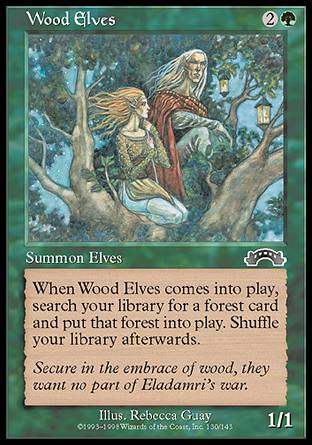 Wood Elves 2
Summon Elves
When Wood Elves comes into play,
search your library for a forest card
and put that forest into play. Shuffle
your library afterwards.
Secure in the embrace of wood, they
want no part of Eladamri's war.
Illus. Rebecca Guay
©1993-1998 Wizards of the Coast, Inc. 130/143
1/1